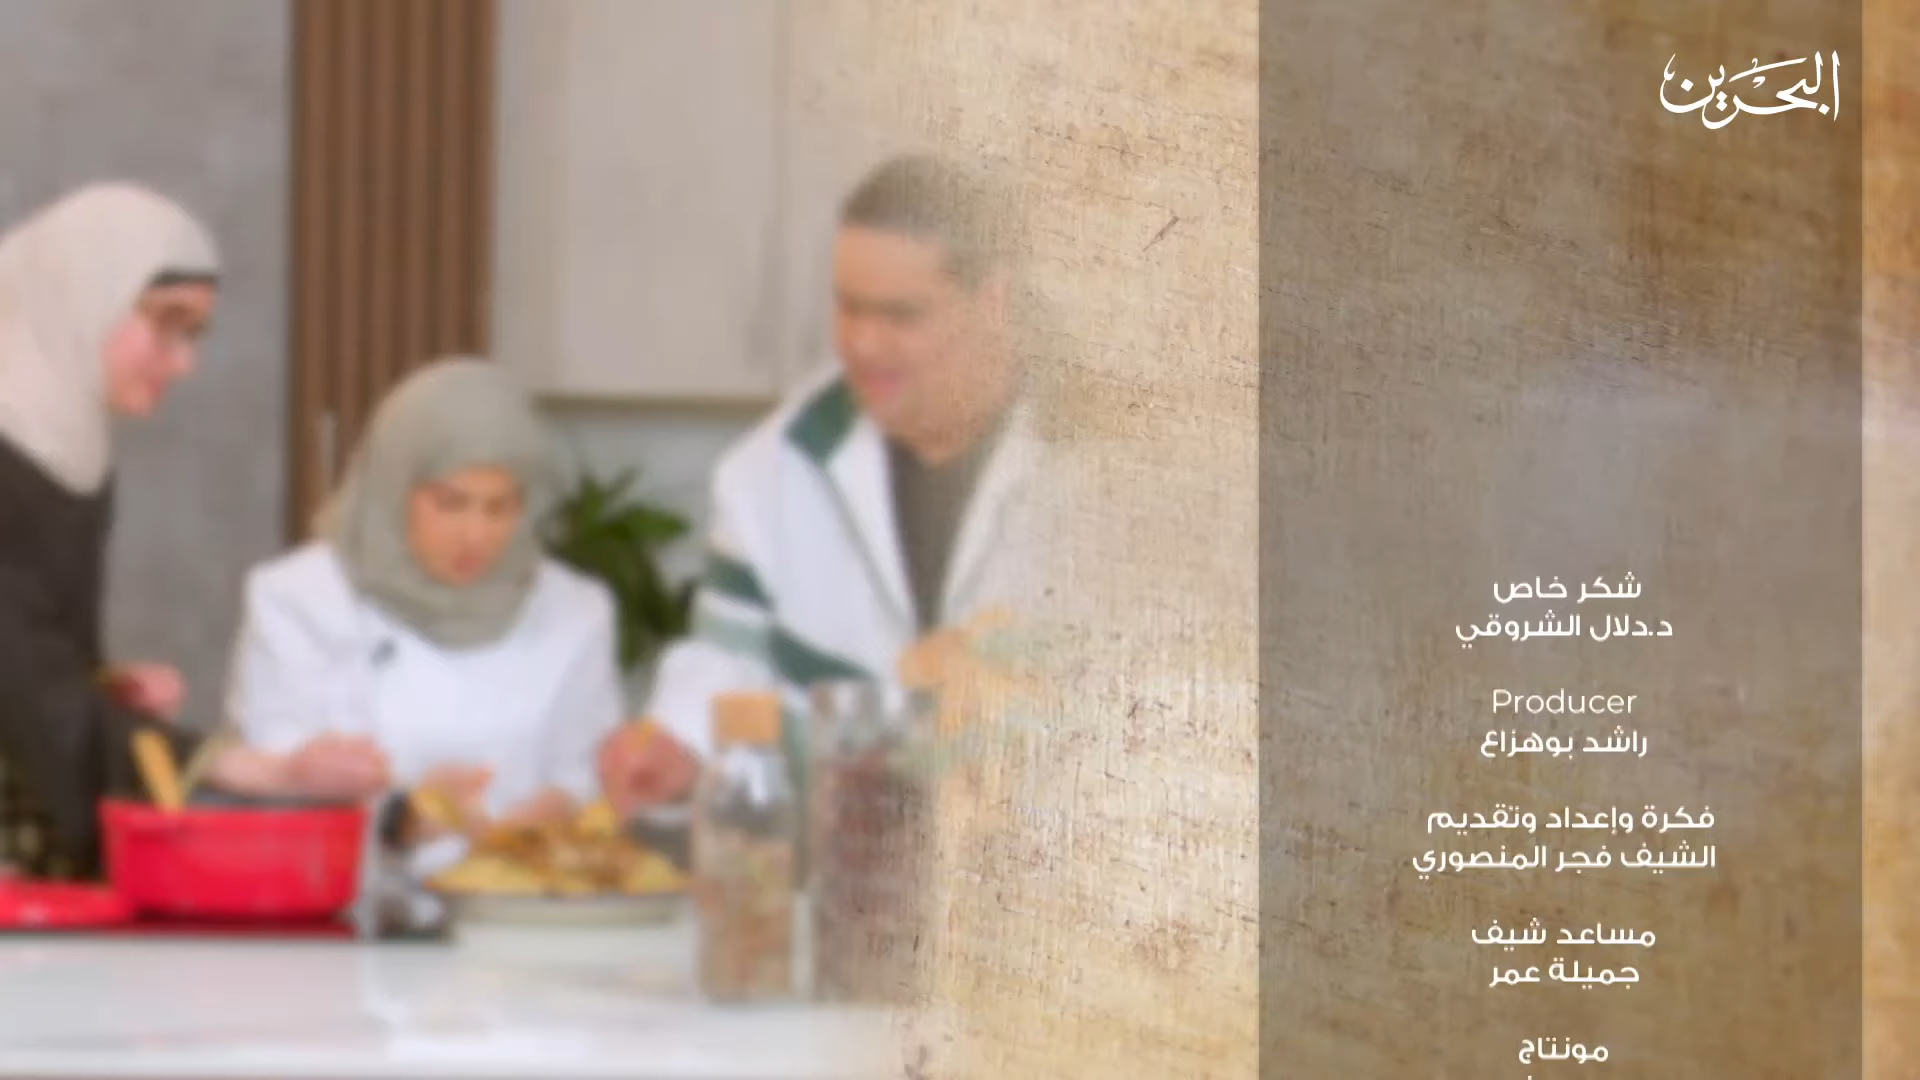 البحرين
شكر خاص
د.دلال الشروقي
Producer
راشد بوهزاع
فكرة وإعداد وتقديم
الشيف فجر المنصوري
مساعد شيف
جميلة عمر
مونتاج